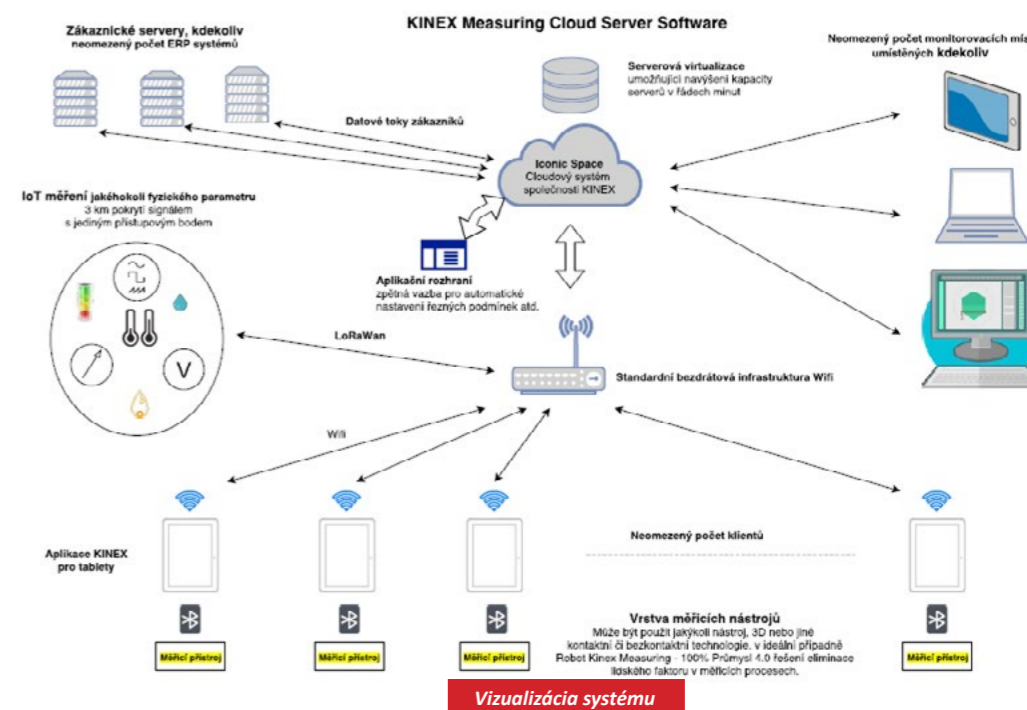 KINEX Measuring Cloud Server Software
Zákaznické servery, kdekoliv
neomezený počet ERP systémů
Serverová virtualizace
umožňující navýšení kapacity
serverů v řádech minut
Neomezený počet monitorovacích mís
umístěných kdekoliv
Datové toky zákazníků
Iconic Space
Cloudový systém
společnosti KINEX
IoT měření jakéhokoli fyzického parametru
3 km pokrytí signálem
s jediným přístupovým bodem
V
Aplikační rozhraní
zpětná vazba pro automatické
nastavení řezných podmínek atd.
LoRaWan
Standardní bezdrátová infrastruktura Wifi
Wifi
Aplikace KINEX
pro tablety
Neomezený počet klientů
Vrstva měřicích nástrojů
Může být použit jakýkoli nástroj, 3D nebo jiné
kontaktní či bezkontaktní technologie. v ideální případně
Robot Kinex Measuring - 100% Průmysl 4.0 řešení eliminace
lidského faktoru v měřicích procesech.
Měřicí přístroj
Měřicí přístroj
Měřicí přístroj
Měřicí přístroj
Vizualizácia systému